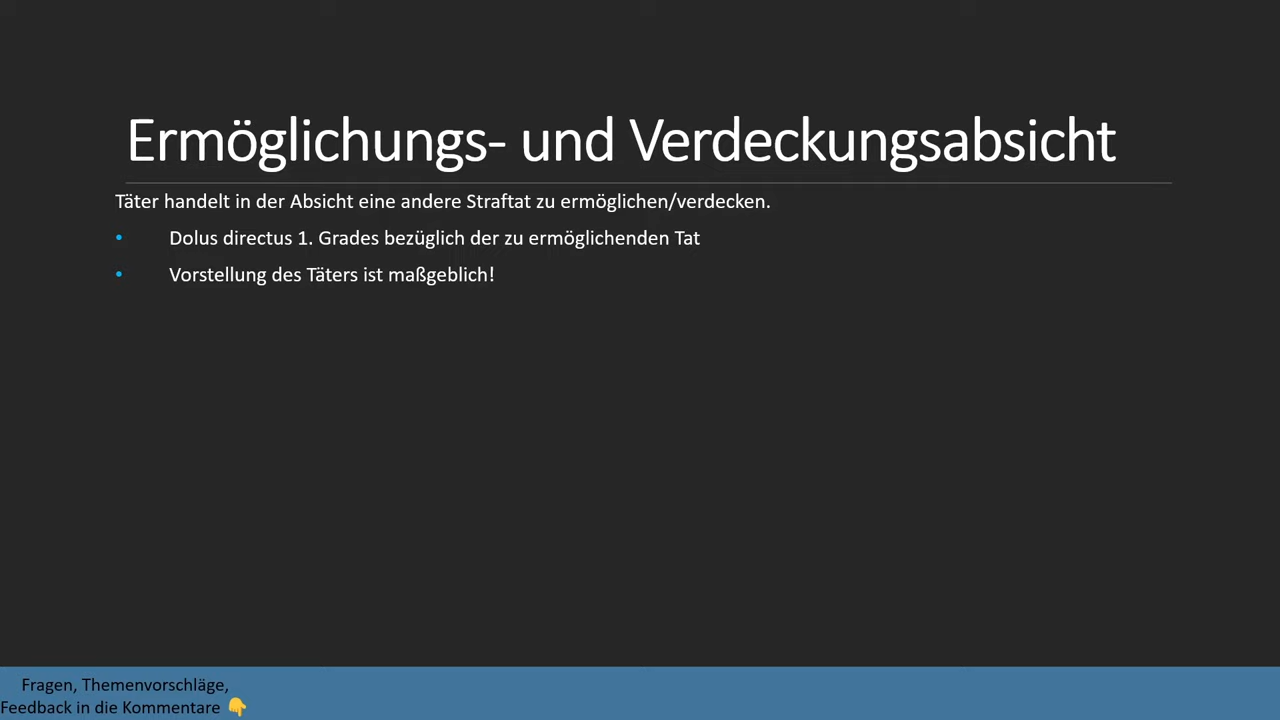 Ermöglichungs- und Verdeckungsabsicht
Täter handelt in der Absicht eine andere Straftat zu ermöglichen/verdecken.
• Dolus directus 1. Grades bezüglich der zu ermöglichenden Tat
• Vorstellung des Täters ist maßgeblich!
Fragen, Themenvorschläge,
Feedback in die Kommentare 👇